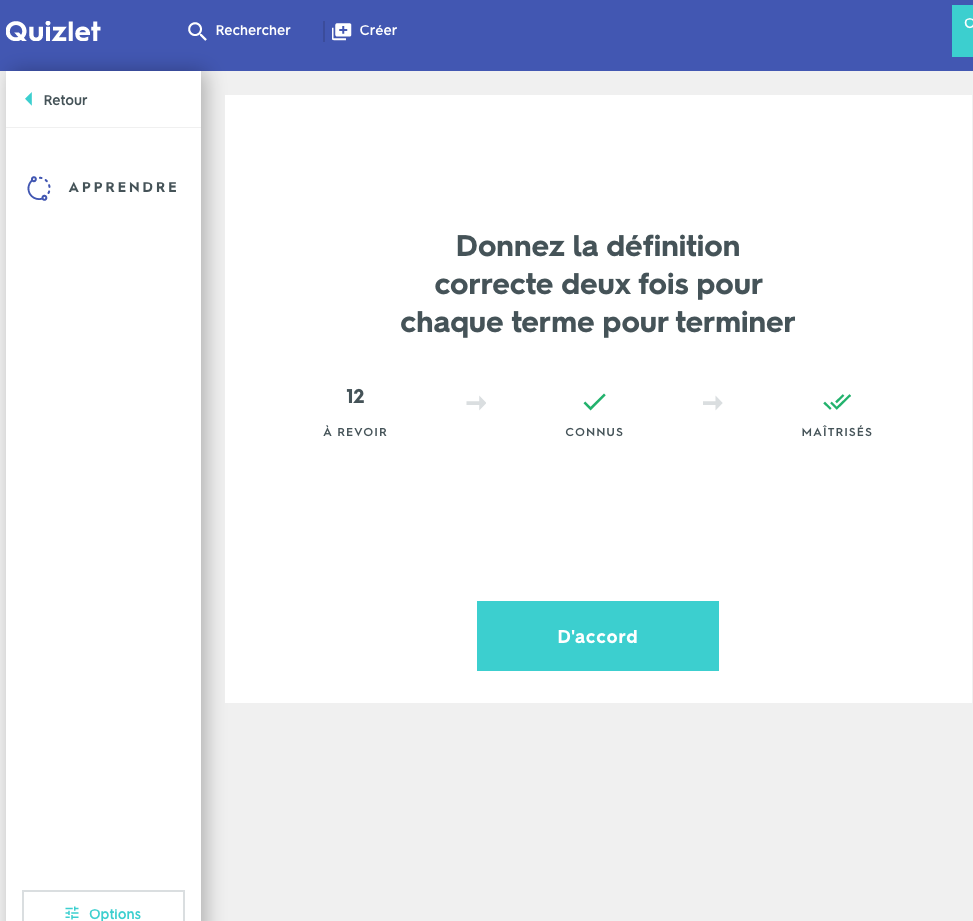 Quizlet
Rechercher
Créer
Retour
APPRENDRE
Donnez la définition
correcte deux fois pour
chaque terme pour terminer
12
À REVOIR
CONNUS
MAÎTRISÉS
D'accord
Options